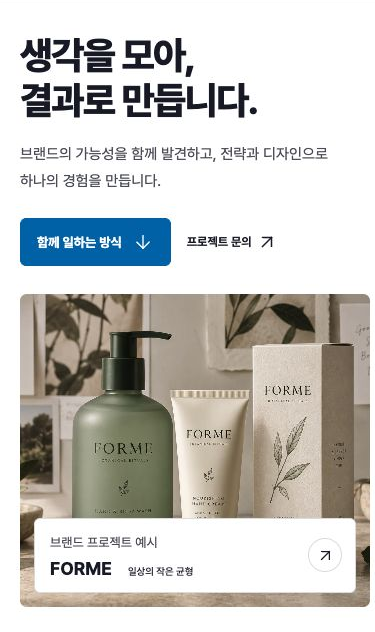 생각을 모아,
결과로 만듭니다.
브랜드의 가능성을 함께 발견하고, 전략과 디자인으로
하나의 경험을 만듭니다.
함께 일하는 방식 ↓
프로젝트 문의 ↗
FORME
FORME
FORME
브랜드 프로젝트 예시
FORME 일상의 작은 균형